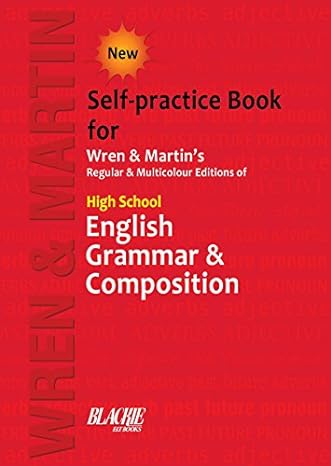 New
Self-practice Book
for
Wren & Martin's
Regular & Multicolour Editions of
High School
English
Grammar &
Composition
WREN & MARTIN
BLACKIE
ELT BOOKS